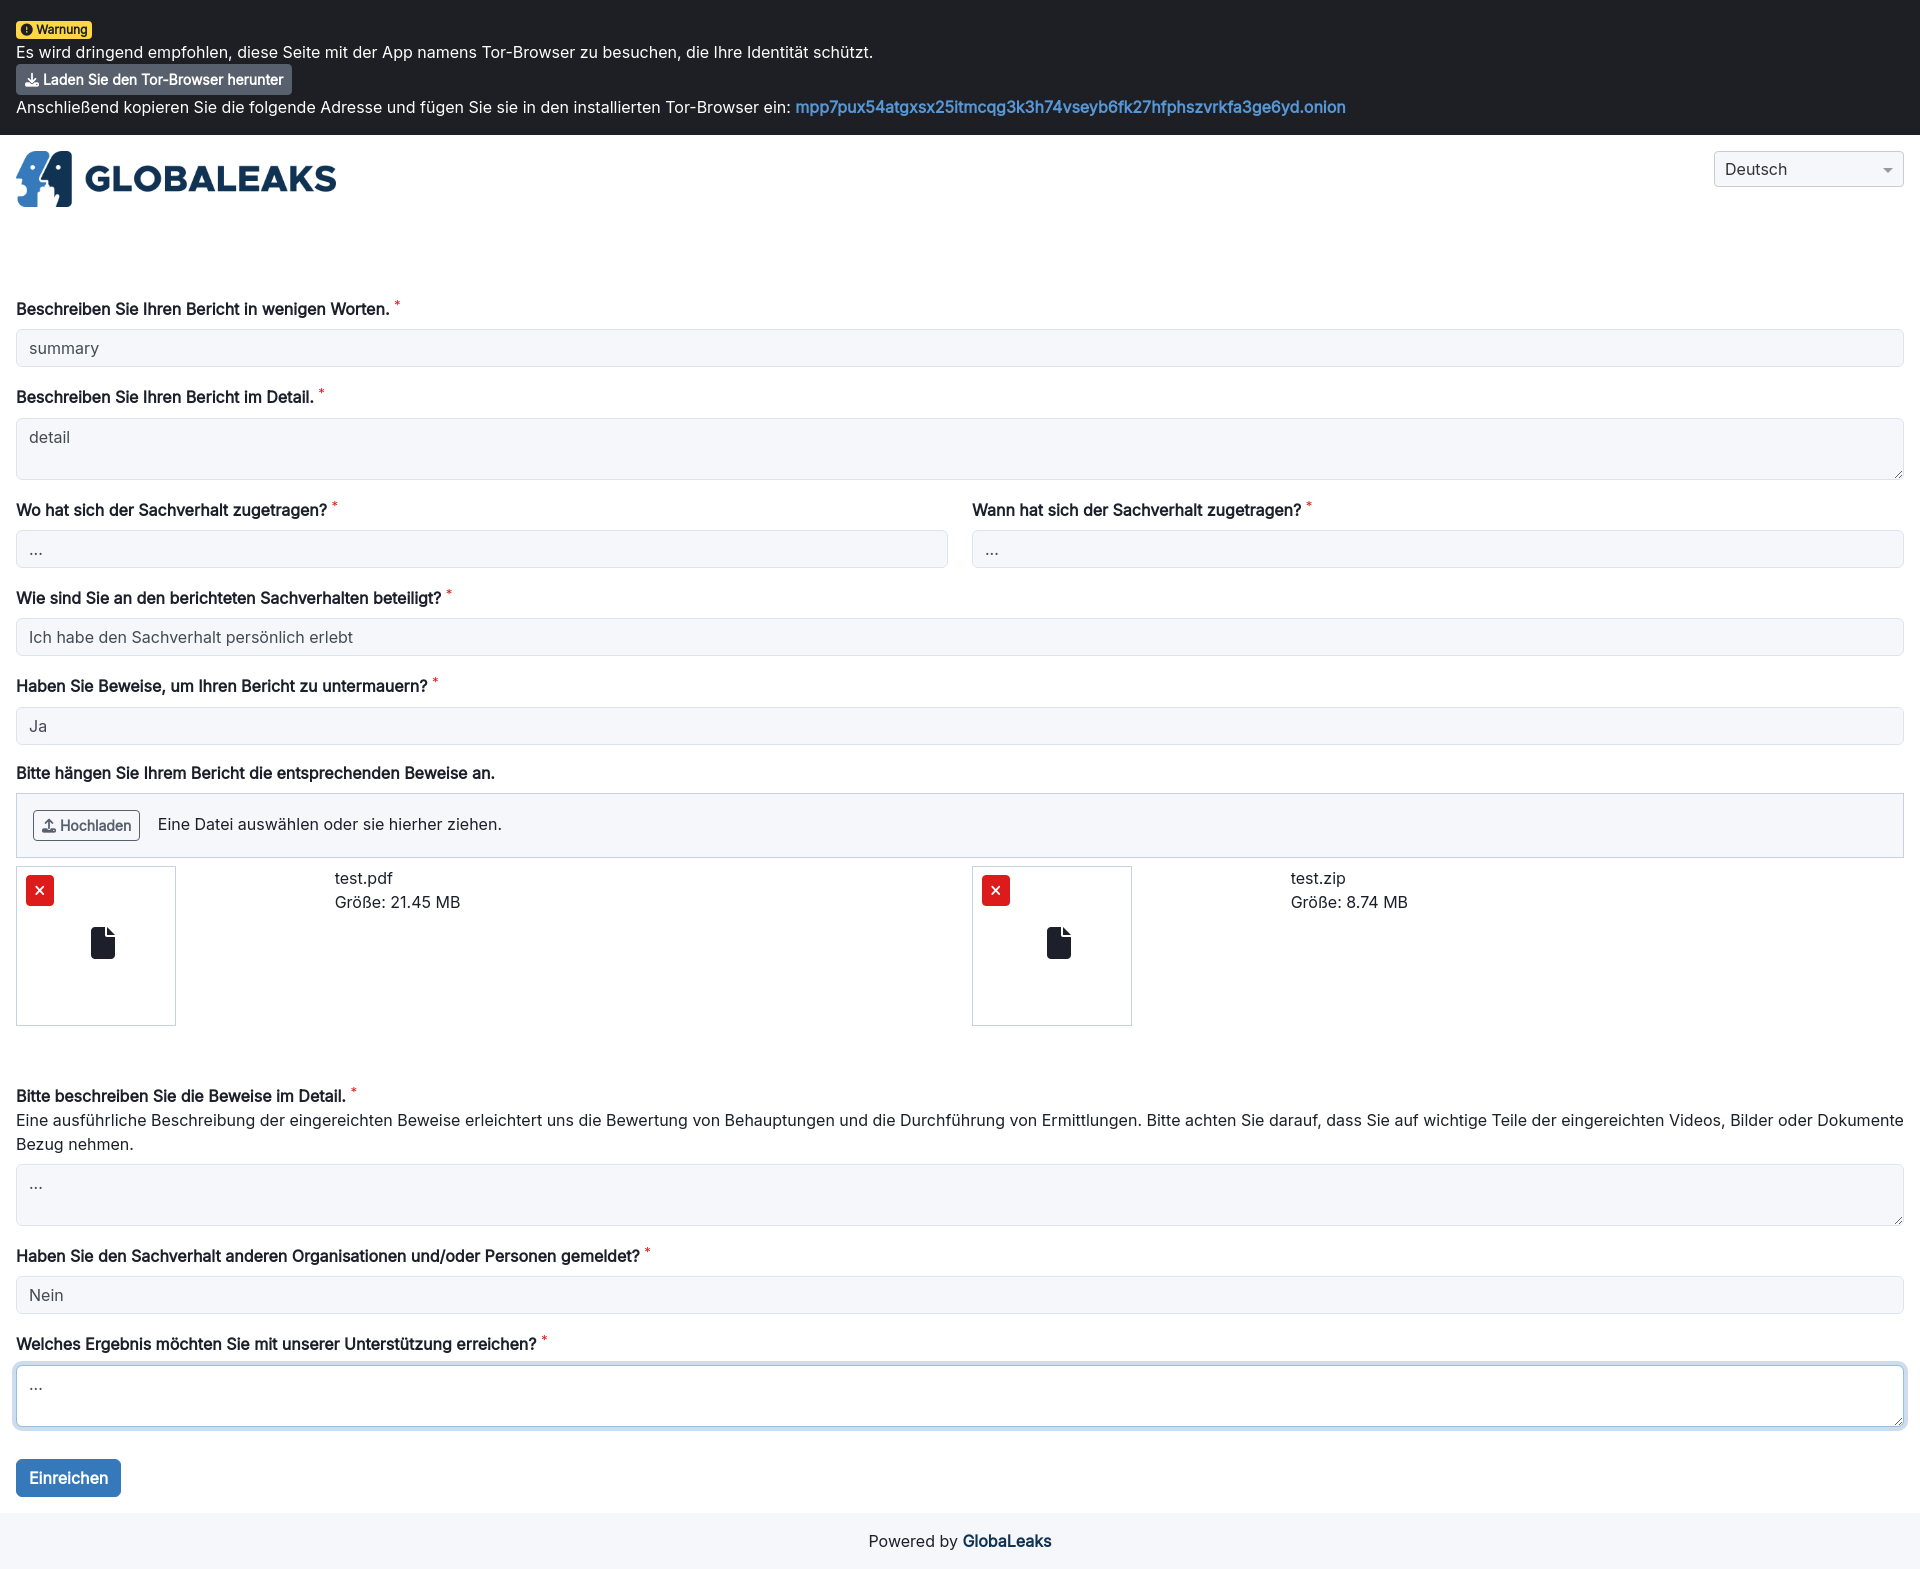 Warnung
Es wird dringend empfohlen, diese Seite mit der App namens Tor-Browser zu besuchen, die Ihre Identität schützt.
Laden Sie den Tor-Browser herunter
Anschließend kopieren Sie die folgende Adresse und fügen Sie sie in den installierten Tor-Browser ein: mpp7pux54atgxsx25itmcqg3k3h74vseyb6fk27hfphszvrkfa3ge6yd.onion
GLOBALEAKS
Deutsch
Beschreiben Sie Ihren Bericht in wenigen Worten. *
summary
Beschreiben Sie Ihren Bericht im Detail. *
detail
Wo hat sich der Sachverhalt zugetragen? *
...
Wann hat sich der Sachverhalt zugetragen? *
...
Wie sind Sie an den berichteten Sachverhalten beteiligt? *
Ich habe den Sachverhalt persönlich erlebt
Haben Sie Beweise, um Ihren Bericht zu untermauern? *
Ja
Bitte hängen Sie Ihrem Bericht die entsprechenden Beweise an.
Hochladen Eine Datei auswählen oder sie hierher ziehen.
test.pdf
Größe: 21.45 MB
test.zip
Größe: 8.74 MB
Bitte beschreiben Sie die Beweise im Detail. *
Eine ausführliche Beschreibung der eingereichten Beweise erleichtert uns die Bewertung von Behauptungen und die Durchführung von Ermittlungen. Bitte achten Sie darauf, dass Sie auf wichtige Teile der eingereichten Videos, Bilder oder Dokumente
Bezug nehmen.
...
Haben Sie den Sachverhalt anderen Organisationen und/oder Personen gemeldet? *
Nein
Welches Ergebnis möchten Sie mit unserer Unterstützung erreichen? *
...
Einreichen
Powered by GlobaLeaks